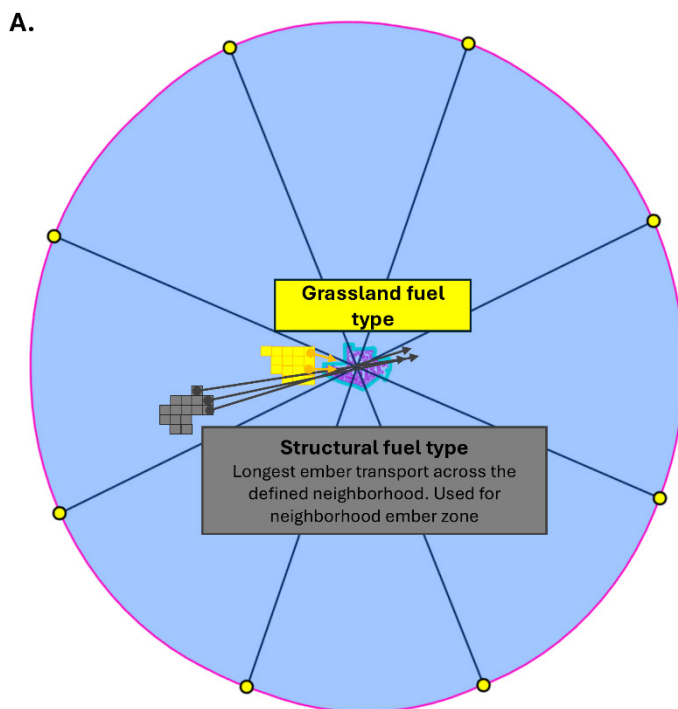 A.
Grassland fuel
type
Structural fuel type
Longest ember transport across the
defined neighborhood. Used for
neighborhood ember zone